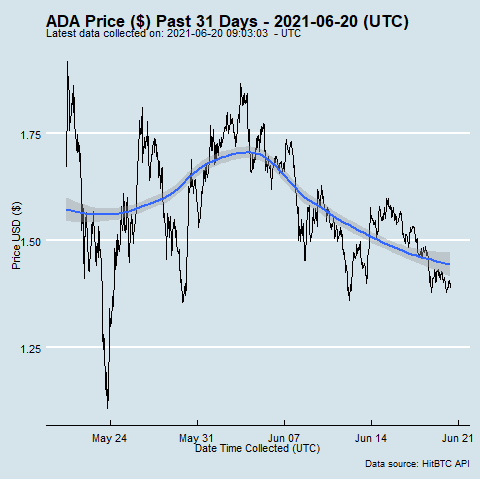 ADA Price ($) Past 31 Days - 2021-06-20 (UTC)
Latest data collected on: 2021-06-20 09:03:03 - UTC
1.75
1.50
1.25
Price USD ($)
May 24
May 31
Jun 07
Jun 14
Jun 21
Date Time Collected (UTC)
Data source: HitBTC API